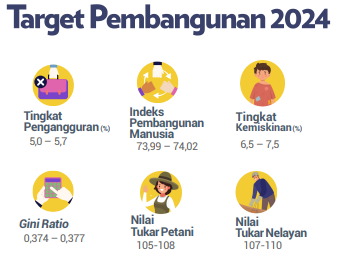 Target Pembangunan 2024
Tingkat
Pengangguran (%)
5,0 – 5,7
Indeks
Pembangunan
Manusia
73,99 – 74,02
Tingkat
Kemiskinan (%)
6,5 – 7,5
Gini Ratio
0,374 – 0,377
Nilai
Tukar Petani
105-108
Nilai
Tukar Nelayan
107-110